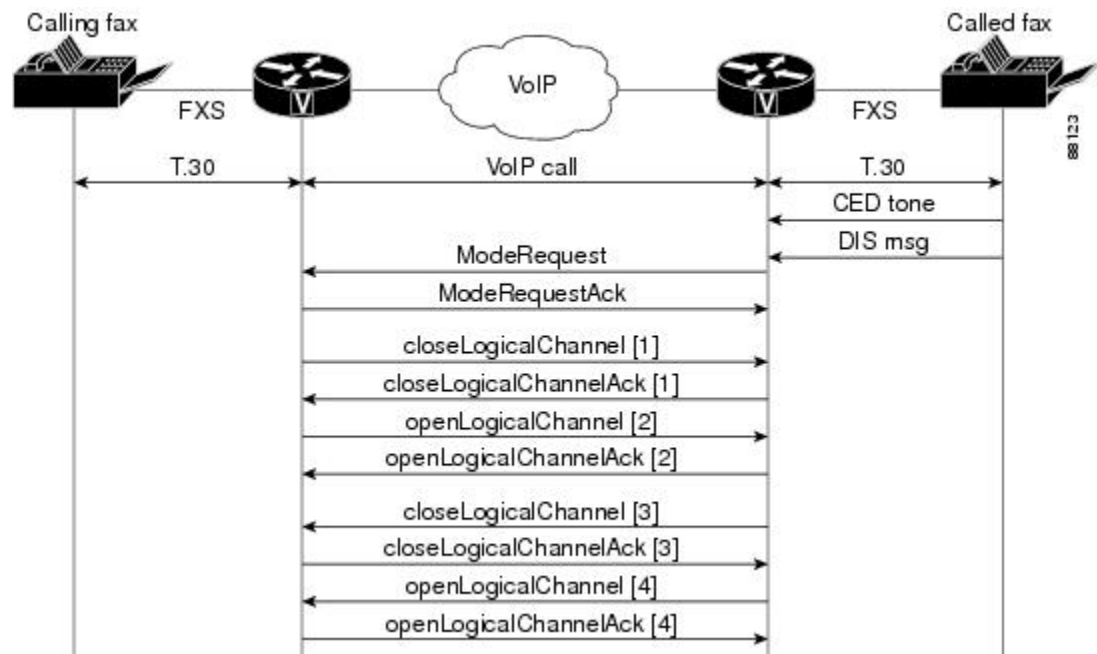 Calling fax
Called fax
VoIP
V
V
FXS
FXS
88123
T.30
VoIP call
T.30
CED tone
DIS msg
ModeRequest
ModeRequestAck
closeLogicalChannel [1]
closeLogicalChannelAck [1]
openLogicalChannel [2]
openLogicalChannelAck [2]
closeLogicalChannel [3]
closeLogicalChannelAck [3]
openLogicalChannel [4]
openLogicalChannelAck [4]